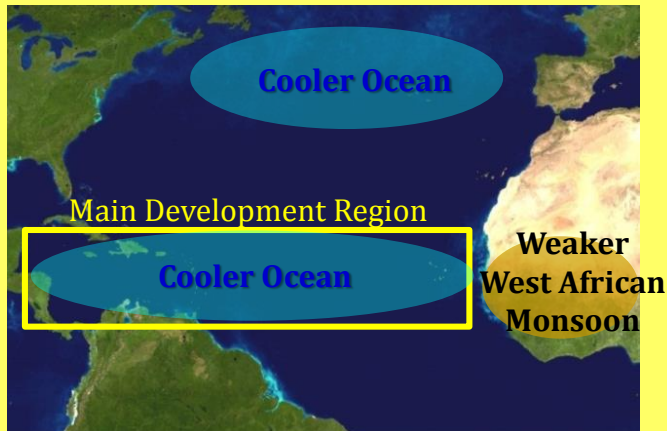 Cooler Ocean
Main Development Region
Cooler Ocean
Weaker
West African
Monsoon